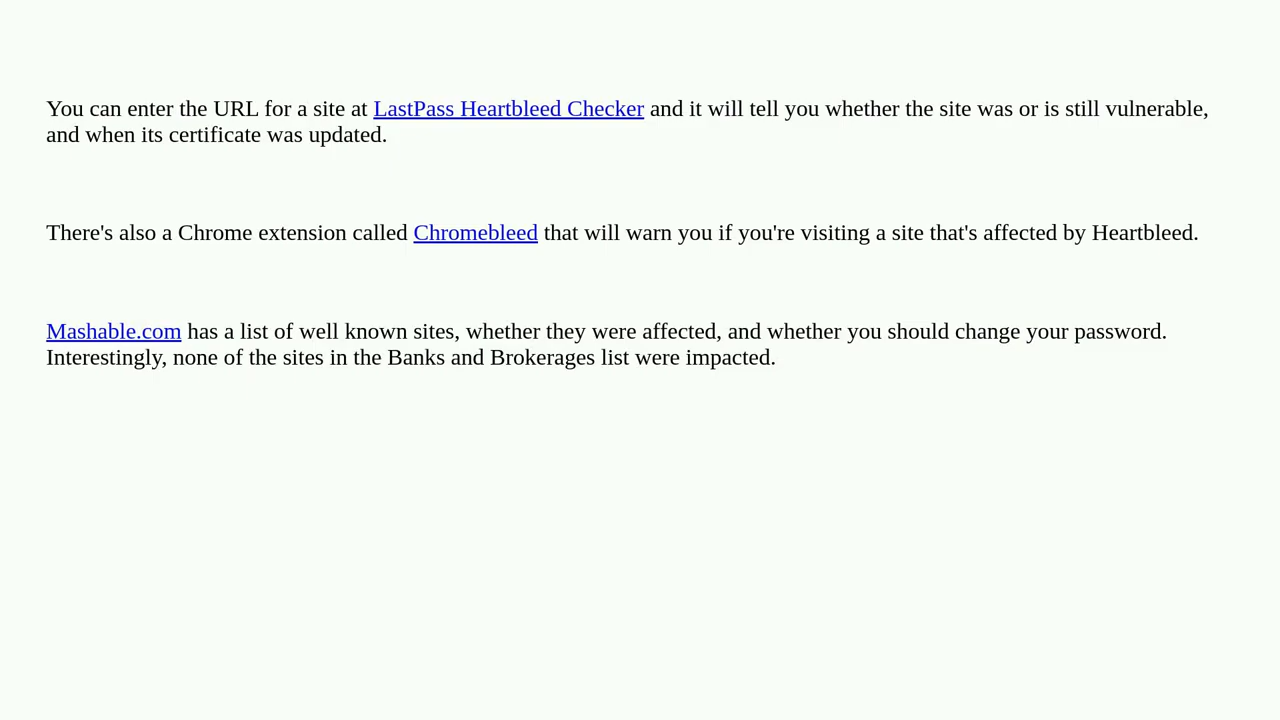 You can enter the URL for a site at LastPass Heartbleed Checker and it will tell you whether the site was or is still vulnerable,
and when its certificate was updated.
There's also a Chrome extension called Chromebleed that will warn you if you're visiting a site that's affected by Heartbleed.
Mashable.com has a list of well known sites, whether they were affected, and whether you should change your password.
Interestingly, none of the sites in the Banks and Brokerages list were impacted.